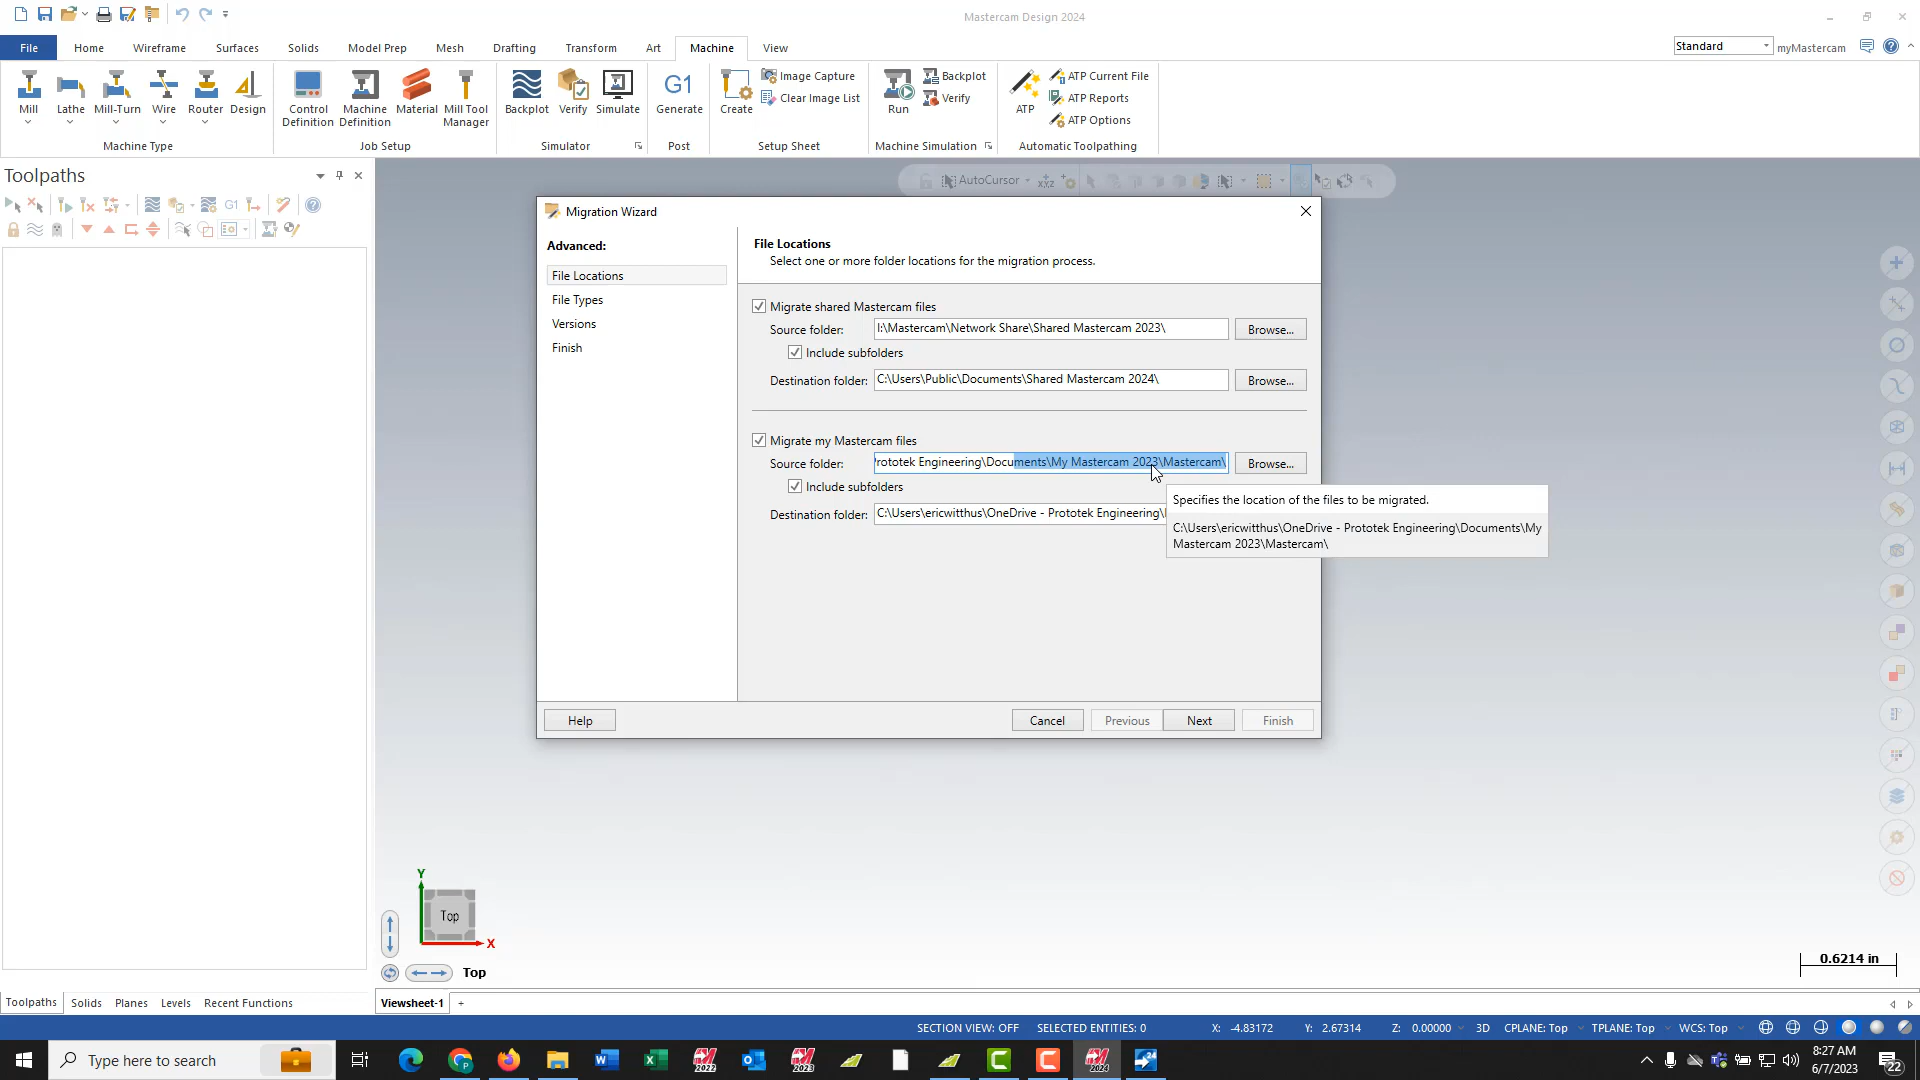 Mastercam Design 2024
File
Home
Wireframe
Surfaces
Solids
Model Prep
Mesh
Drafting
Transform
Art
Machine
View
Standard
myMastercam
Mill
Lathe
Mill-Turn
Wire
Router
Design
Machine Type
Control
Definition
Machine
Definition
Material
Mill Tool
Manager
Job Setup
Backplot
Verify
Simulate
Simulator
G1
Generate
Post
Create
Image Capture
Clear Image List
Setup Sheet
Run
Backplot
Verify
Machine Simulation
ATP
ATP Current File
ATP Reports
ATP Options
Automatic Toolpathing
Toolpaths
G1
AutoCursor
Migration Wizard
Advanced:
File Locations
File Types
Versions
Finish
File Locations
Select one or more folder locations for the migration process.
Migrate shared Mastercam files
Source folder:
I:\Mastercam\Network Share\Shared Mastercam 2023\
Browse...
Include subfolders
Destination folder:
C:\Users\Public\Documents\Shared Mastercam 2024\
Browse...
Migrate my Mastercam files
Source folder:
Prototek Engineering\Documents\My Mastercam 2023\Mastercam\
Browse...
Include subfolders
Destination folder:
C:\Users\ericwitthus\OneDrive - Prototek Engineering\
Specifies the location of the files to be migrated.
C:\Users\ericwitthus\OneDrive - Prototek Engineering\Documents\My
Mastercam 2023\Mastercam\
Help
Cancel
Previous
Next
Finish
Y
Top
X
Top
0.6214 in
Toolpaths
Solids
Planes
Levels
Recent Functions
Viewsheet-1
+
SECTION VIEW: OFF
SELECTED ENTITIES: 0
X: -4.83172
Y: 2.67314
Z: 0.00000
3D
CPLANE: Top
TPLANE: Top
WCS: Top
Type here to search
2022
2023
2024
24
8:27 AM
6/7/2023
22